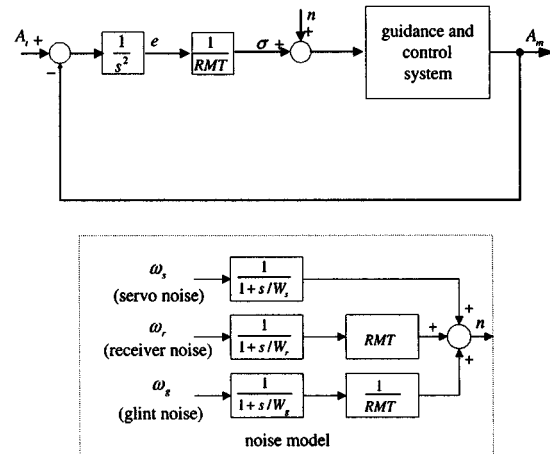 n
A_t + e σ + + guidance and A_m
1/s² 1/RMT control
− system
ω_s 1/(1+s/W_s)
(servo noise) +
ω_r 1/(1+s/W_r) RMT + n
(receiver noise) +
ω_g 1/(1+s/W_g) 1/RMT
(glint noise)
noise model